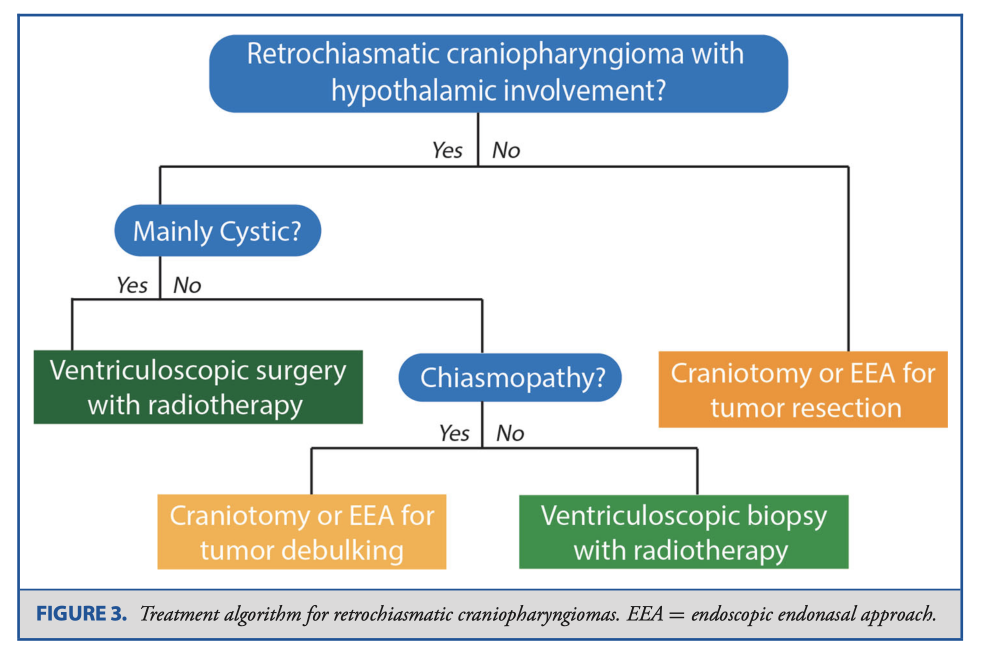 Retrochiasmatic craniopharyngioma with
hypothalamic involvement?
Yes No
Mainly Cystic?
Yes No
Ventriculoscopic surgery
with radiotherapy
Chiasmopathy?
Craniotomy or EEA for
tumor resection
Yes No
Craniotomy or EEA for
tumor debulking
Ventriculoscopic biopsy
with radiotherapy
FIGURE 3. Treatment algorithm for retrochiasmatic craniopharyngiomas. EEA = endoscopic endonasal approach.